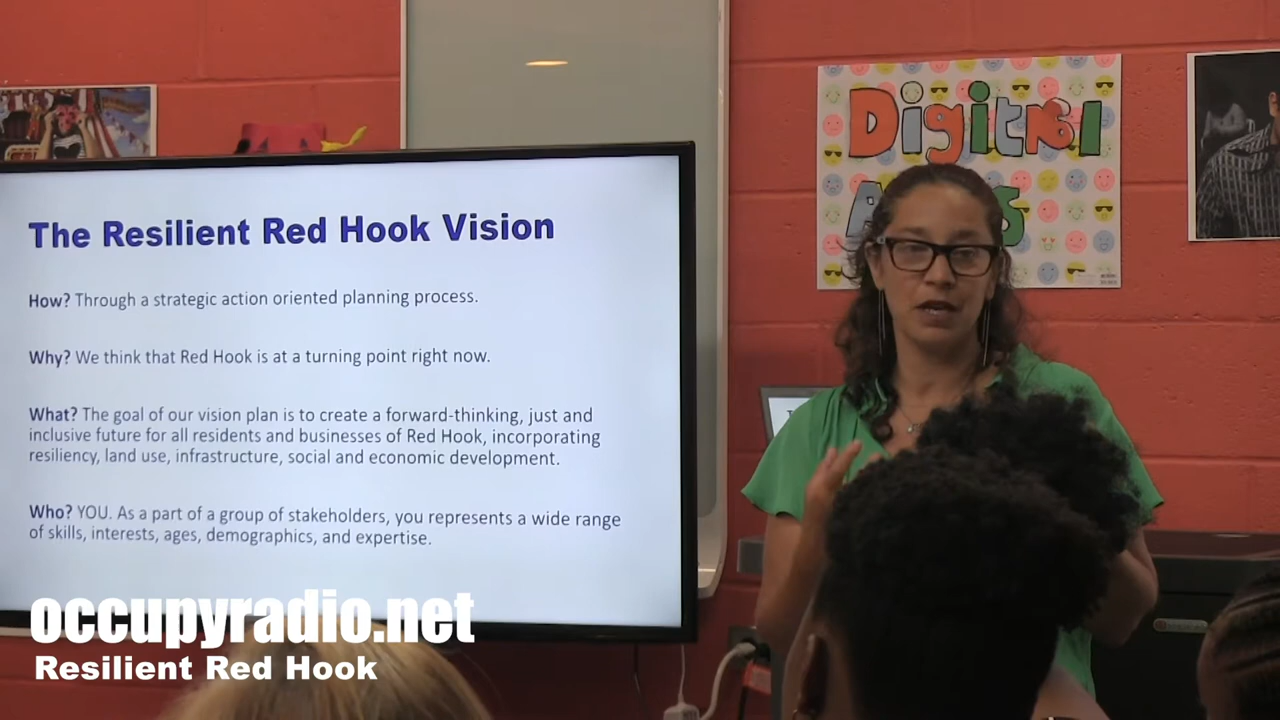 The Resilient Red Hook Vision
How? Through a strategic action oriented planning process.
Why? We think that Red Hook is at a turning point right now.
What? The goal of our vision plan is to create a forward-thinking, just and
inclusive future for all residents and businesses of Red Hook, incorporating
resiliency, land use, infrastructure, social and economic development.
Who? YOU. As a part of a group of stakeholders, you represents a wide range
of skills, interests, ages, demographics, and expertise.
Digital
occupyradio.net
Resilient Red Hook